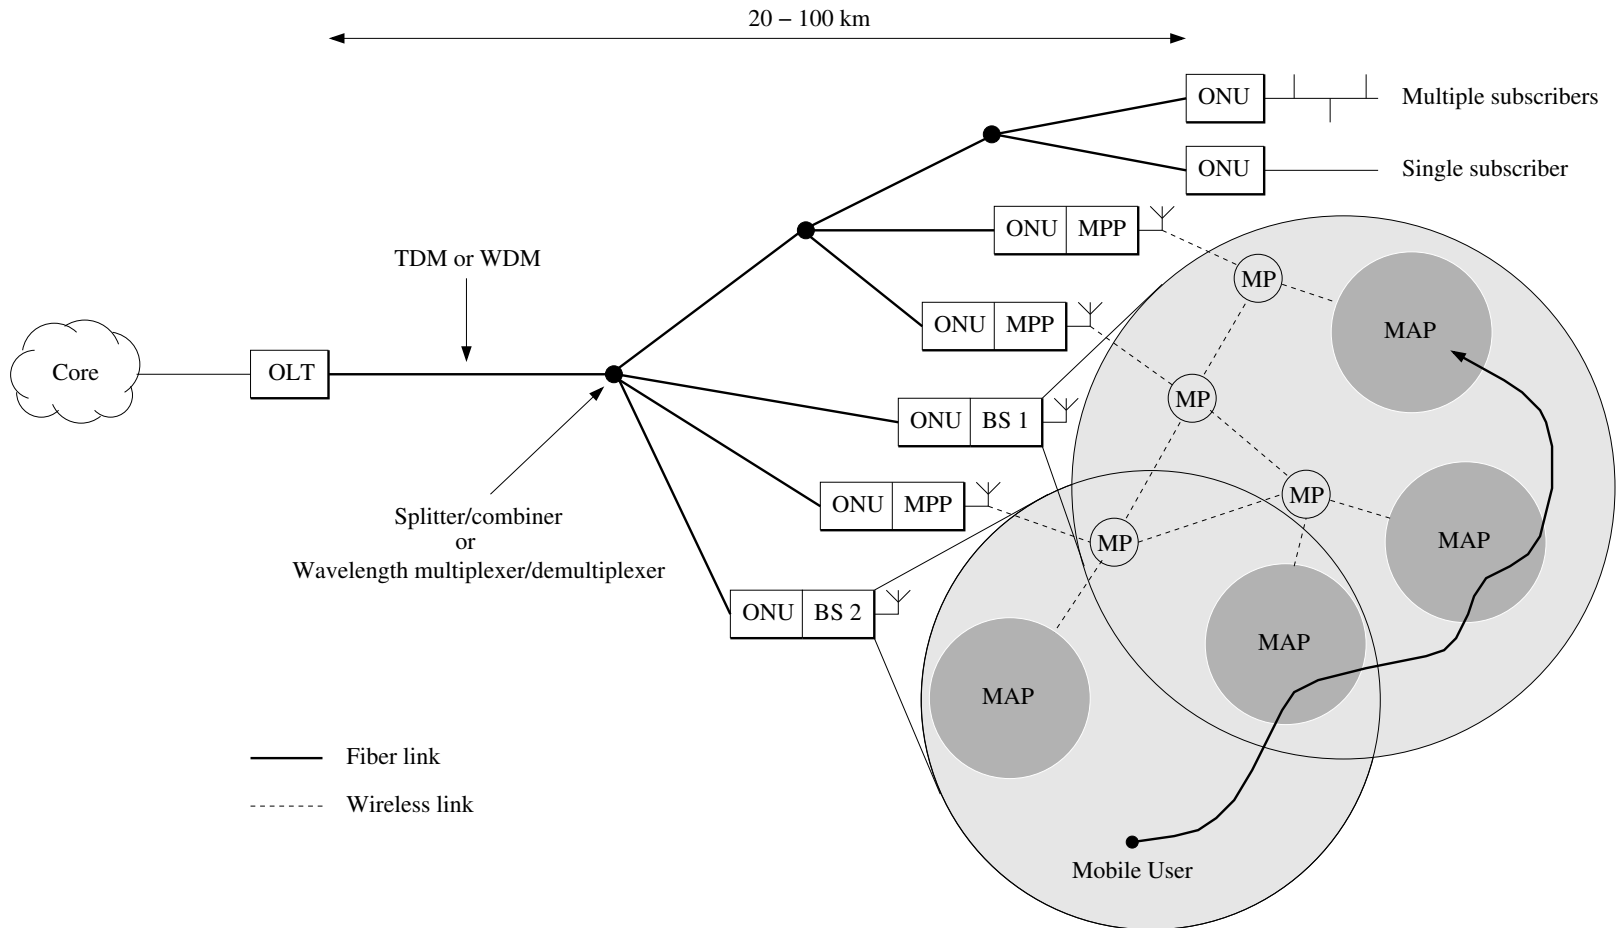 20 – 100 km
ONU
Multiple subscribers
ONU
Single subscriber
ONU MPP
TDM or WDM
MP
ONU MPP
MAP
Core
OLT
MP
ONU BS 1
ONU MPP
MP
Splitter/combiner
or
Wavelength multiplexer/demultiplexer
MP
MAP
ONU BS 2
MAP
MAP
Fiber link
Wireless link
Mobile User